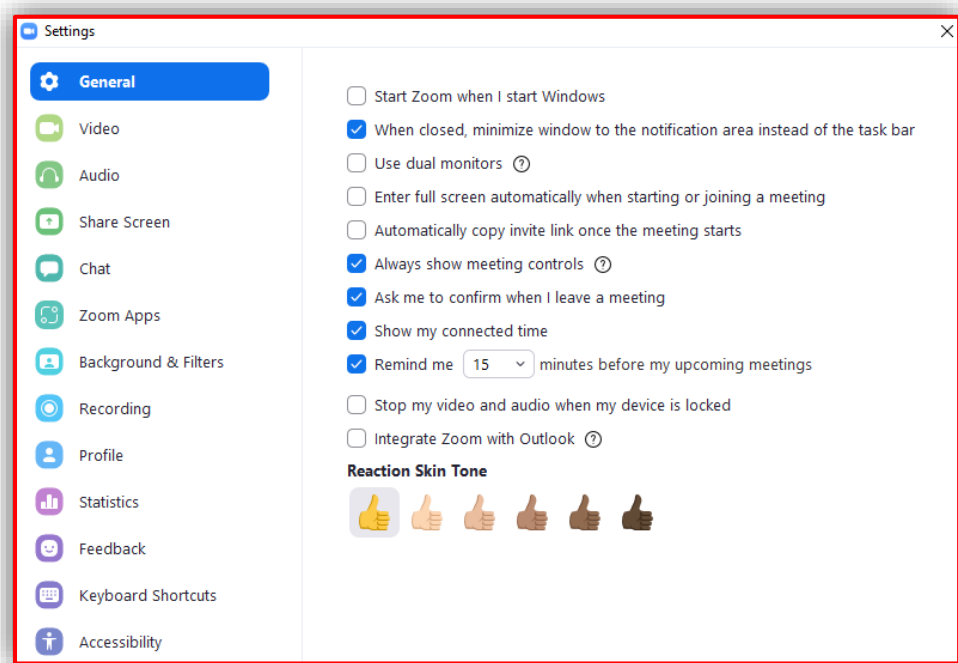 Settings
General
Video
Audio
Share Screen
Chat
Zoom Apps
Background & Filters
Recording
Profile
Statistics
Feedback
Keyboard Shortcuts
Accessibility
Start Zoom when I start Windows
When closed, minimize window to the notification area instead of the task bar
Use dual monitors ?
Enter full screen automatically when starting or joining a meeting
Automatically copy invite link once the meeting starts
Always show meeting controls ?
Ask me to confirm when I leave a meeting
Show my connected time
Remind me 15 minutes before my upcoming meetings
Stop my video and audio when my device is locked
Integrate Zoom with Outlook ?
Reaction Skin Tone